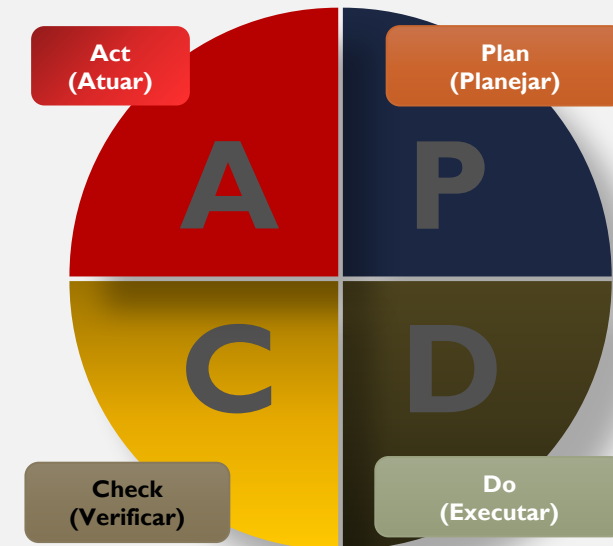 Act
(Atuar)
Plan
(Planejar)
A
P
C
D
Check
(Verificar)
Do
(Executar)